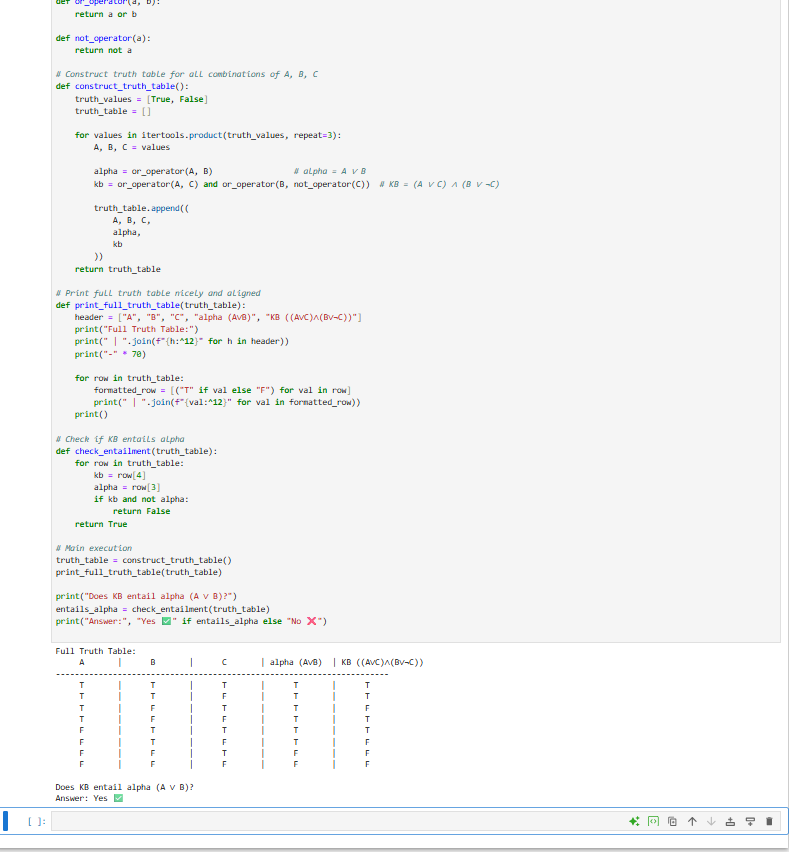 def or_operator(a, b):
    return a or b

def not_operator(a):
    return not a

# Construct truth table for all combinations of A, B, C
def construct_truth_table():
    truth_values = [True, False]
    truth_table = []

    for values in itertools.product(truth_values, repeat=3):
        A, B, C = values

        alpha = or_operator(A, B)                 # alpha = A ∨ B
        kb = or_operator(A, C) and or_operator(B, not_operator(C))  # KB = (A ∨ C) ∧ (B ∨ ¬C)

        truth_table.append((
            A, B, C,
            alpha,
            kb
        ))
    return truth_table

# Print full truth table nicely and aligned
def print_full_truth_table(truth_table):
    header = ["A", "B", "C", "alpha (A∨B)", "KB ((A∨C)∧(B∨¬C))"]
    print("Full Truth Table:")
    print(" | ".join(f"{h:^12}" for h in header))
    print("-" * 70)

    for row in truth_table:
        formatted_row = [("T" if val else "F") for val in row]
        print(" | ".join(f"{val:^12}" for val in formatted_row))
    print()

# Check if KB entails alpha
def check_entailment(truth_table):
    for row in truth_table:
        kb = row[4]
        alpha = row[3]
        if kb and not alpha:
            return False
    return True

# Main execution
truth_table = construct_truth_table()
print_full_truth_table(truth_table)

print("Does KB entail alpha (A ∨ B)?")
entails_alpha = check_entailment(truth_table)
print("Answer:", "Yes ✅" if entails_alpha else "No ❌")

Full Truth Table:
     A       |      B       |      C       | alpha (A∨B)  | KB ((A∨C)∧(B∨¬C))
----------------------------------------------------------------------
     T       |      T       |      T       |      T       |      T
     T       |      T       |      F       |      T       |      T
     T       |      F       |      T       |      T       |      F
     T       |      F       |      F       |      T       |      T
     F       |      T       |      T       |      T       |      T
     F       |      T       |      F       |      T       |      F
     F       |      F       |      T       |      F       |      F
     F       |      F       |      F       |      F       |      F

Does KB entail alpha (A ∨ B)?
Answer: Yes ✅
[ ]: